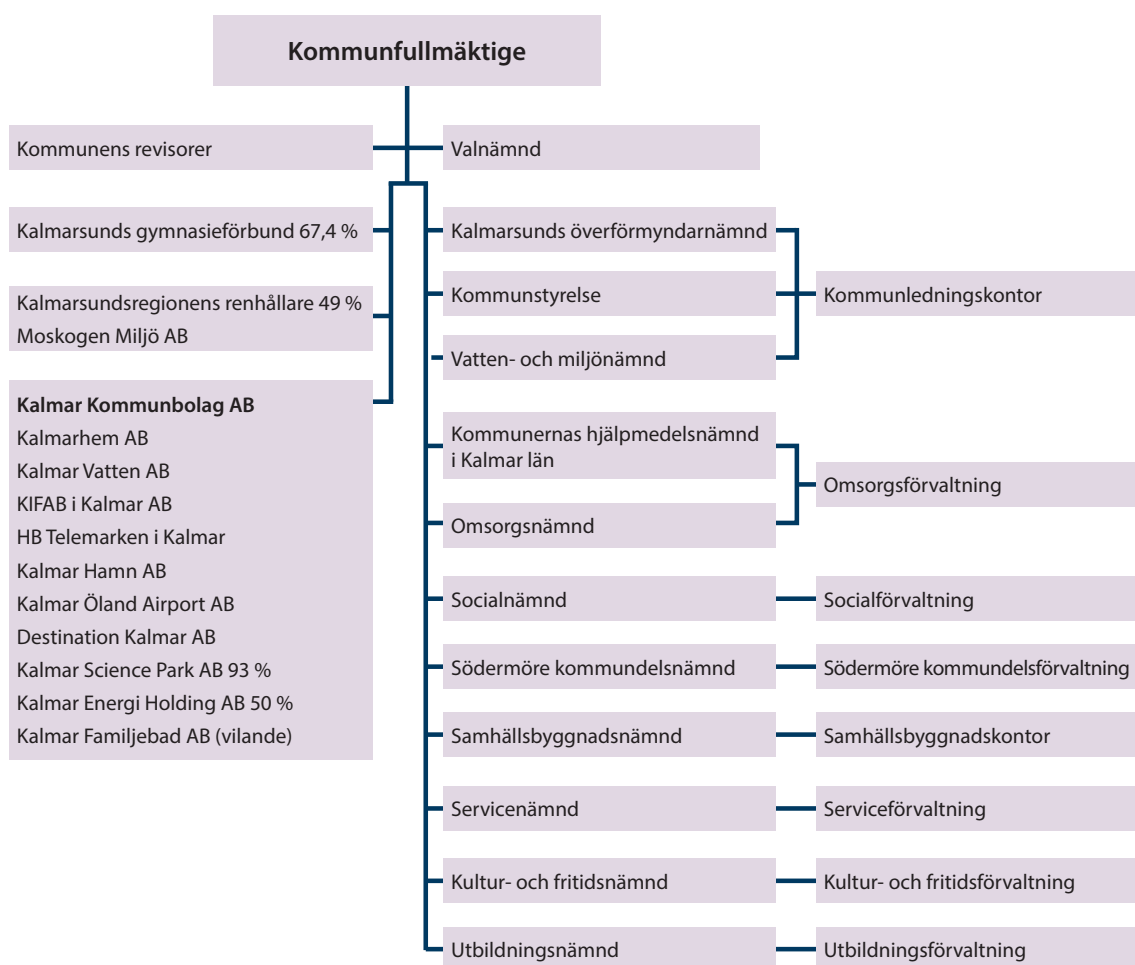 Kommunfullmäktige
Kommunens revisorer
Valnämnd
Kalmarsunds gymnasieförbund 67,4 %
Kalmarsundsregionens renhållare 49 %
Moskogen Miljö AB
Kalmar Kommunbolag AB
Kalmarhem AB
Kalmar Vatten AB
KIFAB i Kalmar AB
HB Telemarken i Kalmar
Kalmar Hamn AB
Kalmar Öland Airport AB
Destination Kalmar AB
Kalmar Science Park AB 93 %
Kalmar Energi Holding AB 50 %
Kalmar Familjebad AB (vilande)
Kalmarsunds överförmyndarnämnd
Kommunstyrelse
Vatten- och miljönämnd
Kommunledningskontor
Kommunernas hjälpmedelsnämnd
i Kalmar län
Omsorgsnämnd
Omsorgsförvaltning
Socialnämnd
Socialförvaltning
Södermöre kommundelsnämnd
Södermöre kommundelsförvaltning
Samhällsbyggnadsnämnd
Samhällsbyggnadskontor
Servicenämnd
Serviceförvaltning
Kultur- och fritidsnämnd
Kultur- och fritidsförvaltning
Utbildningsnämnd
Utbildningsförvaltning